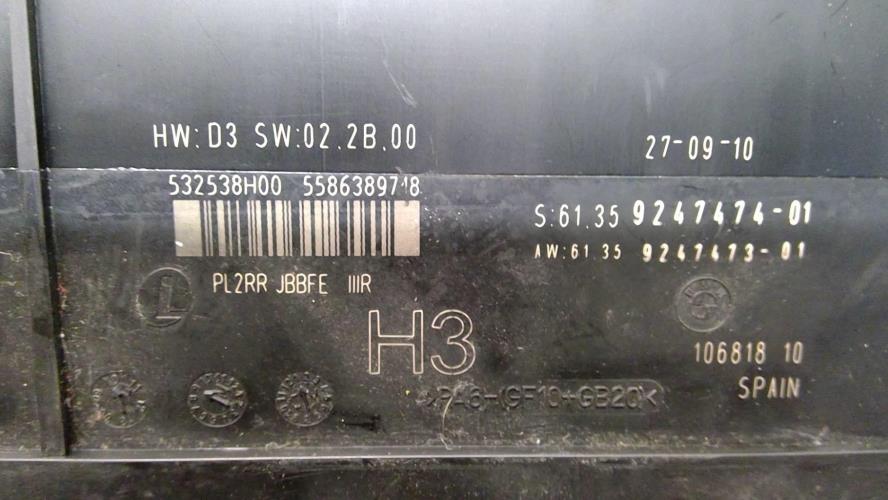 HW:D3 SW:02.2B.00
27-09-10
532538H00 5586389718
S:61.35 9247474-01
AW:61 35 9247473-01
PL2RR JBBFE IIIR
L
H3
106818 10
SPAIN
>PA6-(GF10+GB20)<